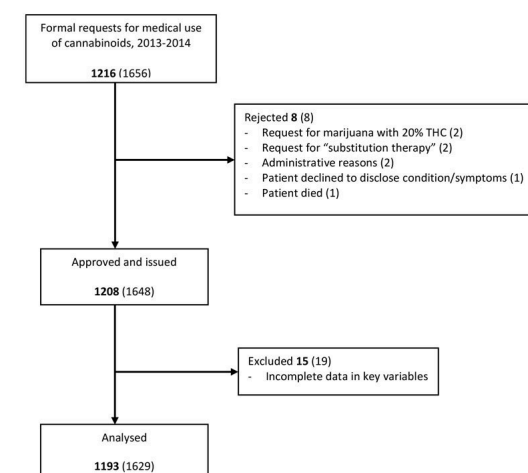 Formal requests for medical use
of cannabinoids, 2013-2014
1216 (1656)
Rejected 8 (8)
- Request for marijuana with 20% THC (2)
- Request for “substitution therapy” (2)
- Administrative reasons (2)
- Patient declined to disclose condition/symptoms (1)
- Patient died (1)
Approved and issued
1208 (1648)
Excluded 15 (19)
- Incomplete data in key variables
Analysed
1193 (1629)